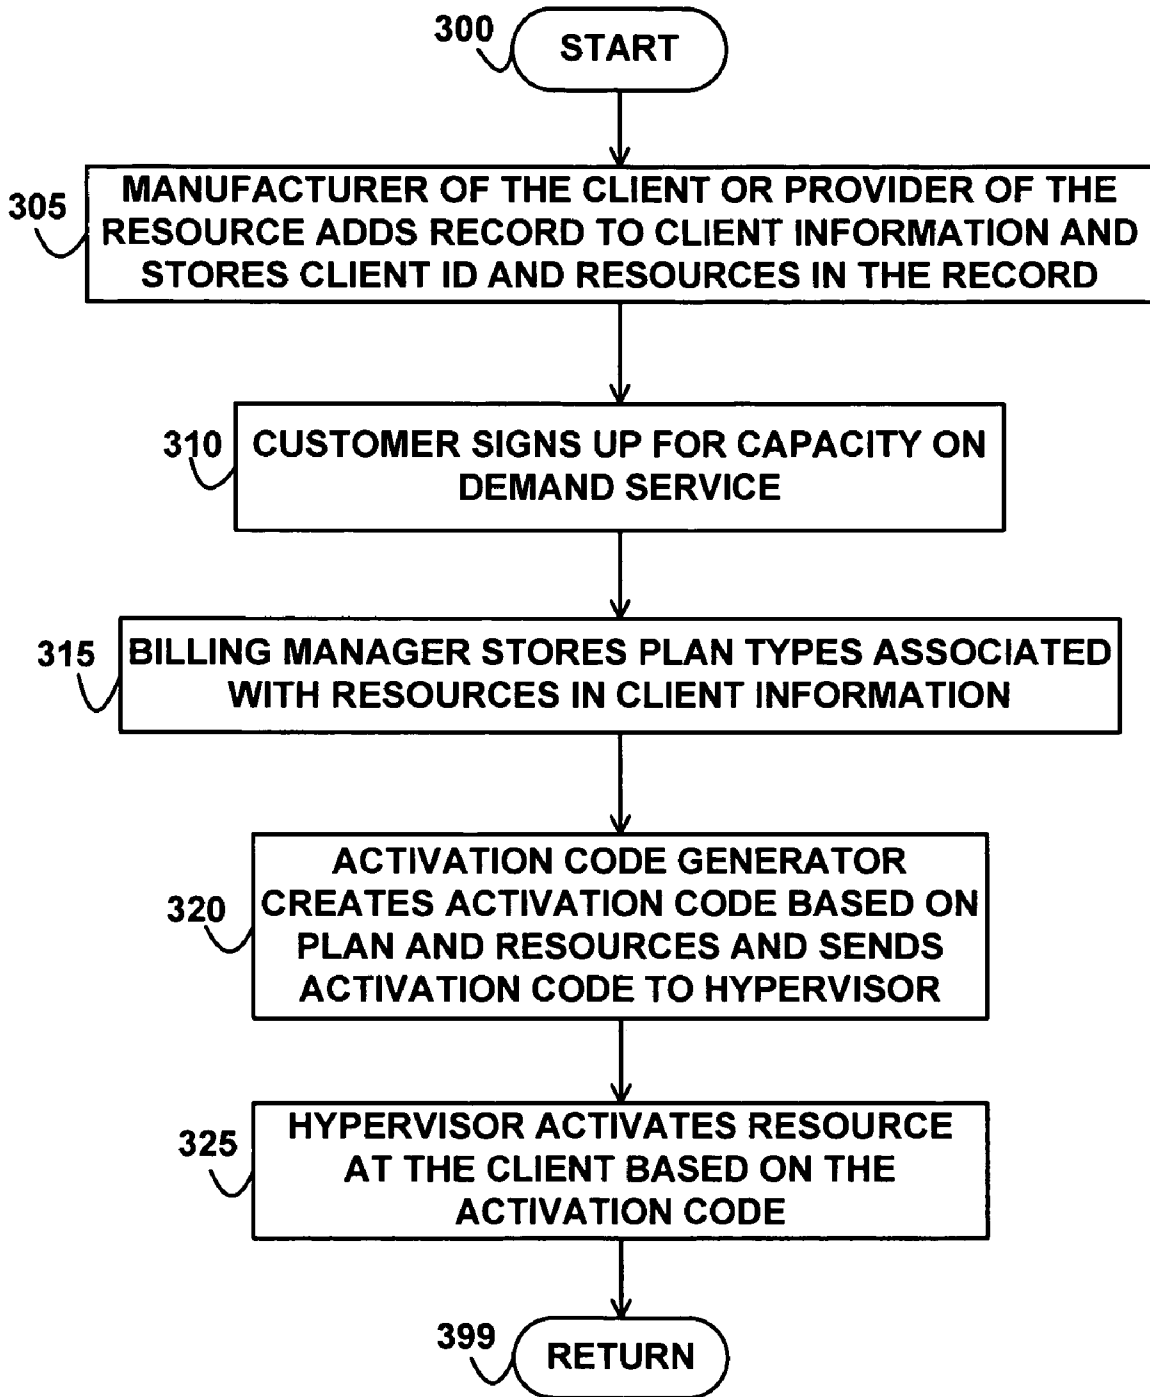 300
START
305
MANUFACTURER OF THE CLIENT OR PROVIDER OF THE
RESOURCE ADDS RECORD TO CLIENT INFORMATION AND
STORES CLIENT ID AND RESOURCES IN THE RECORD
310
CUSTOMER SIGNS UP FOR CAPACITY ON
DEMAND SERVICE
315
BILLING MANAGER STORES PLAN TYPES ASSOCIATED
WITH RESOURCES IN CLIENT INFORMATION
320
ACTIVATION CODE GENERATOR
CREATES ACTIVATION CODE BASED ON
PLAN AND RESOURCES AND SENDS
ACTIVATION CODE TO HYPERVISOR
325
HYPERVISOR ACTIVATES RESOURCE
AT THE CLIENT BASED ON THE
ACTIVATION CODE
399
RETURN